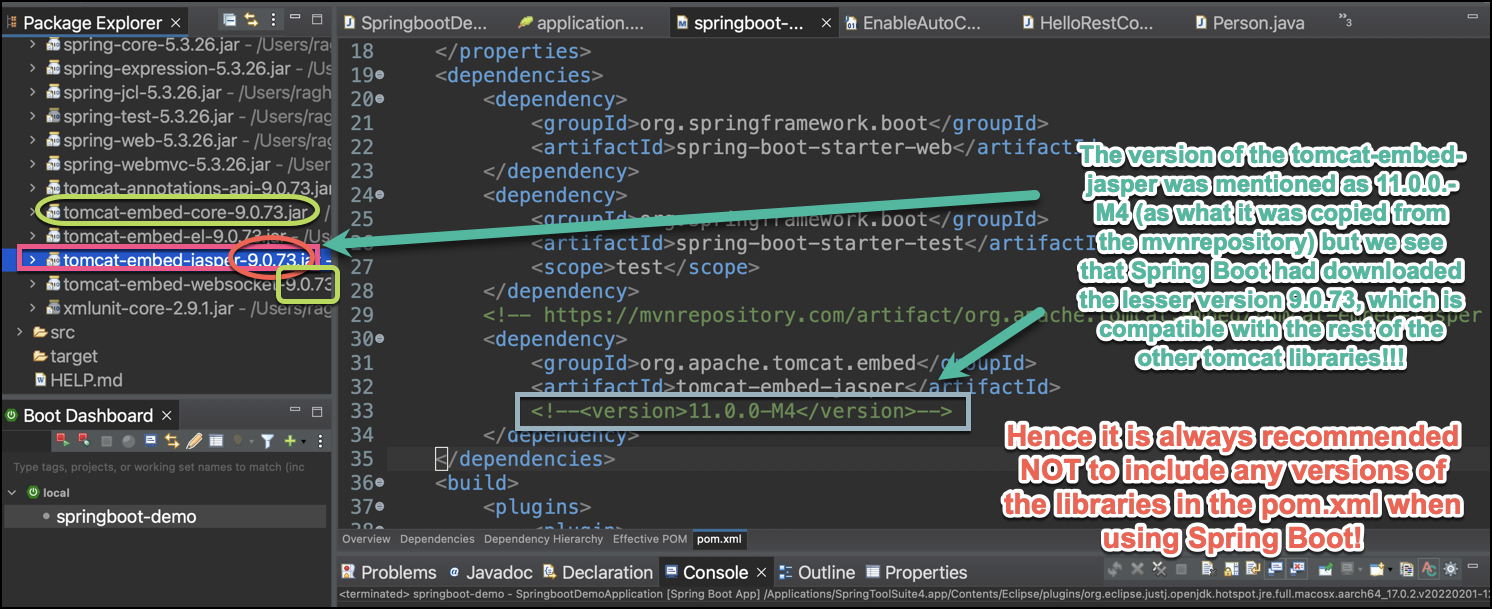 Package Explorer
spring-core-5.3.26.jar - /Users/rag
spring-expression-5.3.26.jar - /Us
spring-jcl-5.3.26.jar - /Users/ragh
spring-test-5.3.26.jar - /Users/rag
spring-web-5.3.26.jar - /Users/rag
spring-webmvc-5.3.26.jar - /User
tomcat-annotations-api-9.0.73.jar
tomcat-embed-core-9.0.73.jar - /
tomcat-embed-el-9.0.73.jar - /Us
tomcat-embed-jasper-9.0.73.jar -
tomcat-embed-websocket-9.0.73
xmlunit-core-2.9.1.jar - /Users/rag
src
target
HELP.md
Boot Dashboard
Type tags, projects, or working set names to match (inc
local
springboot-demo
SpringbootDe...
application....
springboot-...
EnableAutoC...
HelloRestCo...
Person.java
»3
18 </properties>
19 <dependencies>
20 <dependency>
21 <groupId>org.springframework.boot</groupId>
22 <artifactId>spring-boot-starter-web</artifactId>
23 </dependency>
24 <dependency>
25 <groupId>org.springframework.boot</groupId>
<artifactId>spring-boot-starter-test</artifactId>
27 <scope>test</scope>
28 </dependency>
29 <!-- https://mvnrepository.com/artifact/org.apache.tomcat.embed/tomcat-embed-jasper
30 <dependency>
31 <groupId>org.apache.tomcat.embed</groupId>
32 <artifactId>tomcat-embed-jasper</artifactId>
33 <!--<version>11.0.0-M4</version>-->
34 </dependency>
35 </dependencies>
36 <build>
37 <plugins>
38 <plugin>
The version of the tomcat-embed-
jasper was mentioned as 11.0.0.-
M4 (as what it was copied from
the mvnrepository) but we see
that Spring Boot had downloaded
the lesser version 9.0.73, which is
compatible with the rest of the
other tomcat libraries!!!
Hence it is always recommended
NOT to include any versions of
the libraries in the pom.xml when
using Spring Boot!
Overview Dependencies Dependency Hierarchy Effective POM pom.xml
Problems Javadoc Declaration Console Outline Properties
<terminated> springboot-demo - SpringbootDemoApplication [Spring Boot App] /Applications/SpringToolSuite4.app/Contents/Eclipse/plugins/org.eclipse.justj.openjdk.hotspot.jre.full.macosx.aarch64_17.0.2.v20220201-12